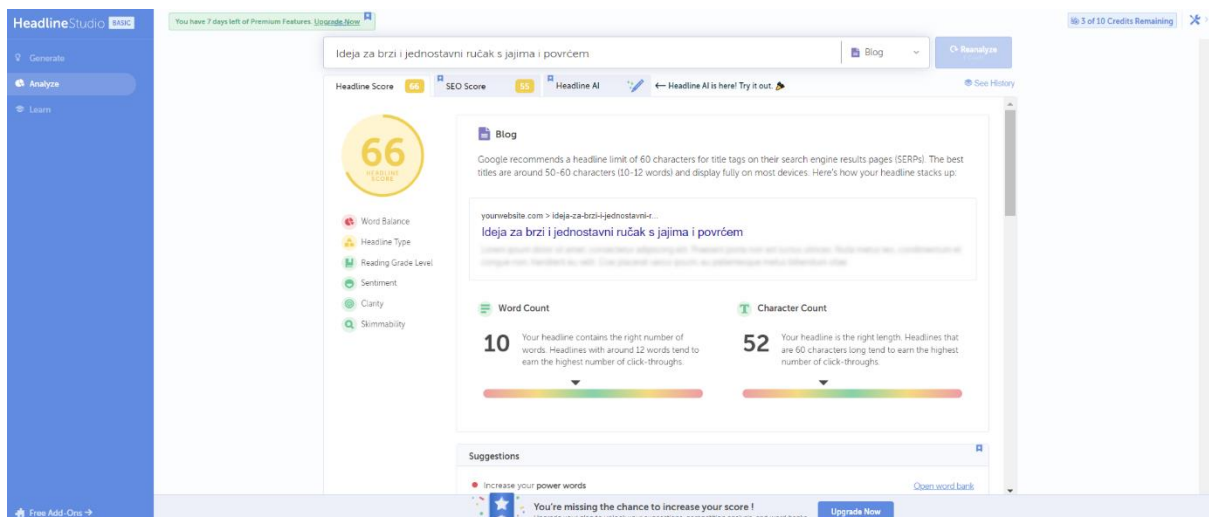 HeadlineStudio BASIC
You have 7 days left of Premium Features. Upgrade Now
3 of 10 Credits Remaining
Generate
Analyze
Learn
Ideja za brzi i jednostavni ručak s jajima i povrćem
Blog
Reanalyze
Headline Score 66
SEO Score 55
Headline AI
← Headline AI is here! Try it out.
See History
66
HEADLINE
SCORE
Word Balance
Headline Type
Reading Grade Level
Sentiment
Clarity
Skimmability
Blog
Google recommends a headline limit of 60 characters for title tags on their search engine results pages (SERPs). The best
titles are around 50-60 characters (10-12 words) and display fully on most devices. Here's how your headline stacks up:
yourwebsite.com > ideja-za-brzi-i-jednostavni-r...
Ideja za brzi i jednostavni ručak s jajima i povrćem
Word Count
10
Your headline contains the right number of
words. Headlines with around 12 words tend to
earn the highest number of click-throughs.
Character Count
52
Your headline is the right length. Headlines that
are 60 characters long tend to earn the highest
number of click-throughs.
Suggestions
Increase your power words
Open word bank
You're missing the chance to increase your score !
Upgrade Now
Free Add-Ons →